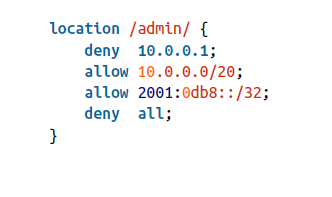 location /admin/ {
    deny  10.0.0.1;
    allow 10.0.0.0/20;
    allow 2001:0db8::/32;
    deny  all;
}